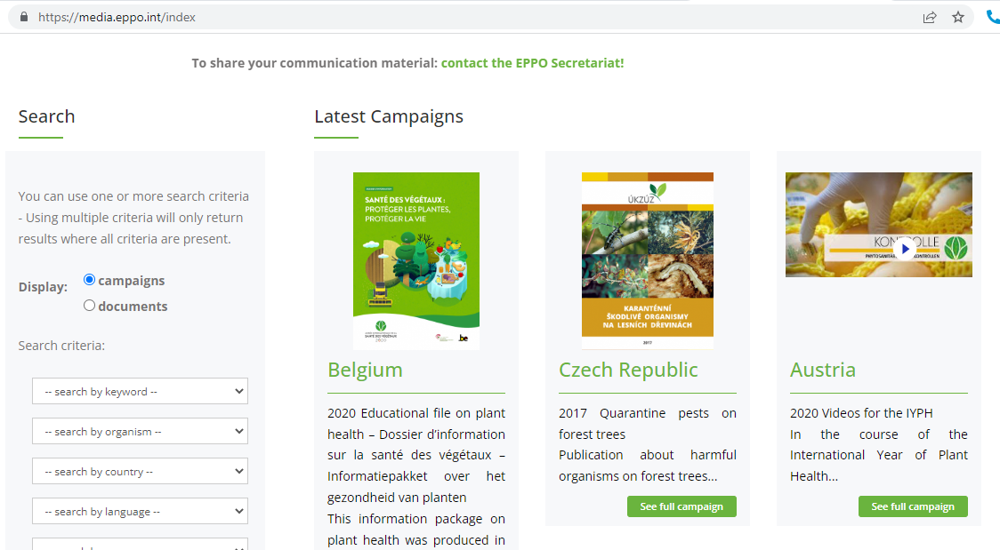 https://media.eppo.int/index
To share your communication material: contact the EPPO Secretariat!
Search
You can use one or more search criteria
- Using multiple criteria will only return
results where all criteria are present.
Display:
campaigns
documents
Search criteria:
-- search by keyword --
-- search by organism --
-- search by country --
-- search by language --
Latest Campaigns
SANTÉ DES VÉGÉTAUX :
PROTÉGER LES PLANTES,
PROTÉGER LA VIE
SANTÉ DES VÉGÉTAUX
2020
.be
Belgium
2020 Educational file on plant
health – Dossier d’information
sur la santé des végétaux –
Informatiepakket over het
gezondheid van planten
This information package on
plant health was produced in
ÚKZÚZ
KARANTÉNNÍ
ŠKODLIVÉ ORGANISMY
NA LESNÍCH DŘEVINÁCH
2017
Czech Republic
2017 Quarantine pests on
forest trees
Publication about harmful
organisms on forest trees...
See full campaign
Austria
2020 Videos for the IYPH
In the course of the
International Year of Plant
Health...
See full campaign